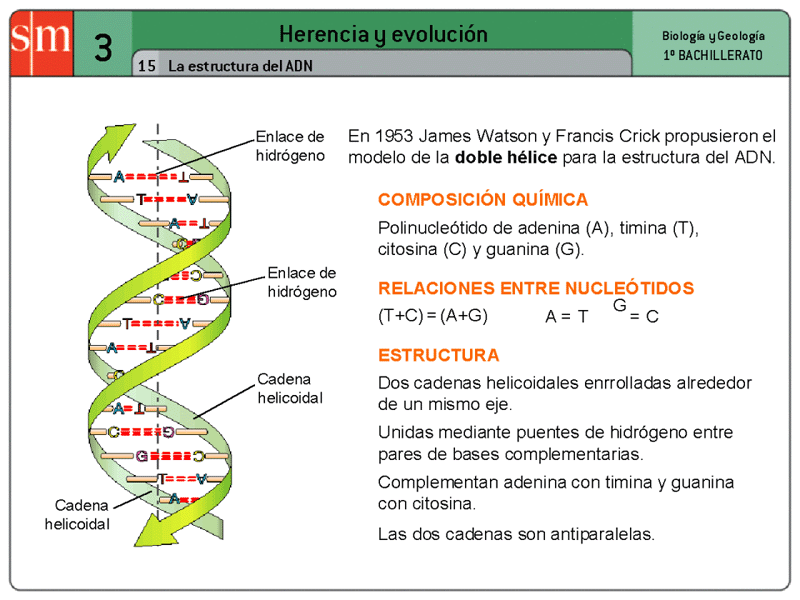 sm
3
Herencia y evolución
Biología y Geología
1º BACHILLERATO
15 La estructura del ADN
En 1953 James Watson y Francis Crick propusieron el
modelo de la doble hélice para la estructura del ADN.
COMPOSICIÓN QUÍMICA
Polinucleótido de adenina (A), timina (T),
citosina (C) y guanina (G).
RELACIONES ENTRE NUCLEÓTIDOS
(T+C) = (A+G) A = T G = C
ESTRUCTURA
Dos cadenas helicoidales enrrolladas alrededor
de un mismo eje.
Unidas mediante puentes de hidrógeno entre
pares de bases complementarias.
Complementan adenina con timina y guanina
con citosina.
Las dos cadenas son antiparalelas.
Enlace de
hidrógeno
Enlace de
hidrógeno
Cadena
helicoidal
Cadena
helicoidal
A T
T A
A T
C
C G
T A
A T
A T
C G
G C
T A
A